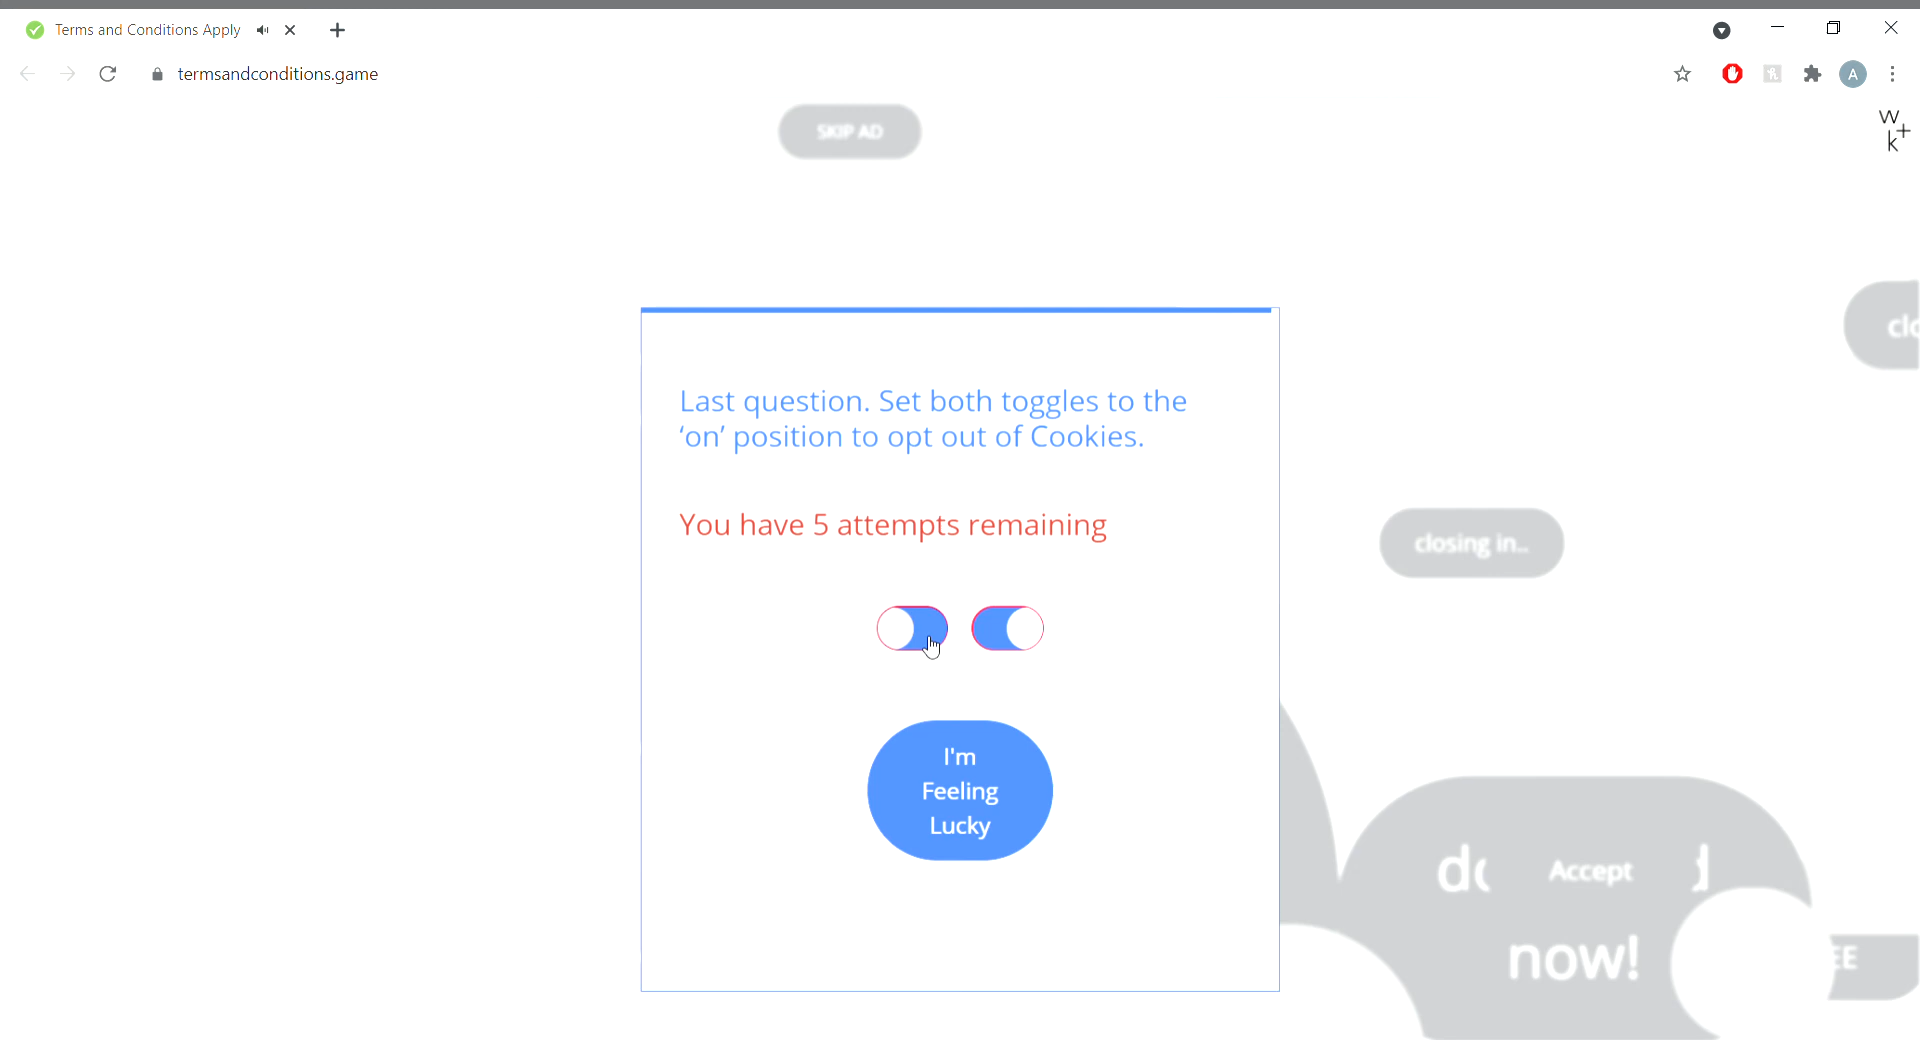 Terms and Conditions Apply
termsandconditions.game
A
W
k+
SKIP AD
Last question. Set both toggles to the
‘on’ position to opt out of Cookies.
You have 5 attempts remaining
closing in..
I'm
Feeling
Lucky
Accept
now!